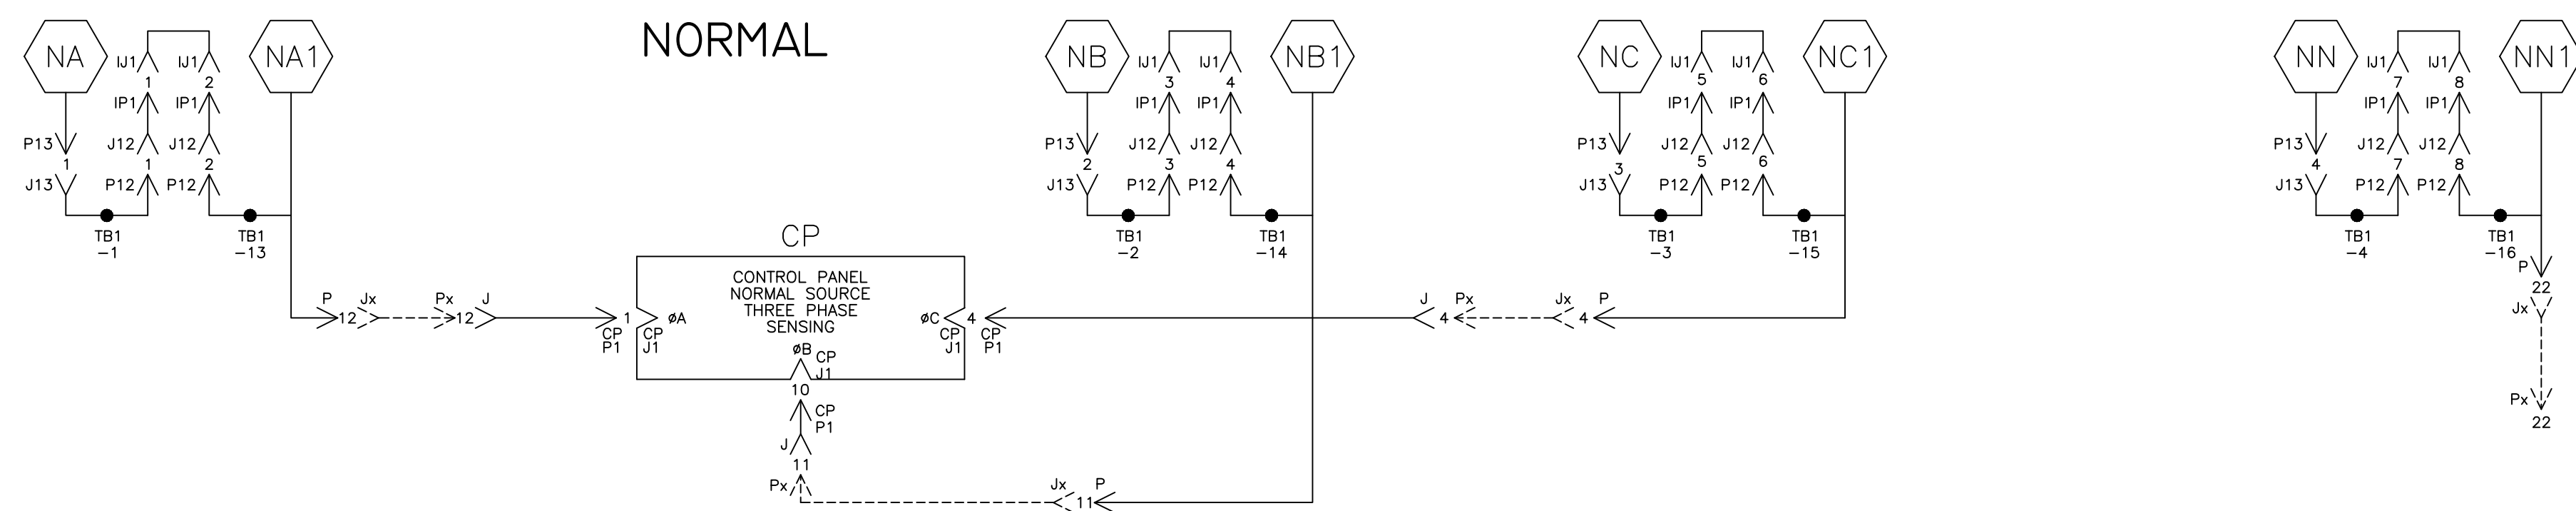 NORMAL
NA
IJ1
1
IJ1
2
NA1
IP1
IP1
P13
1
J12
1
J12
2
J13
P12
P12
TB1
-1
TB1
-13
NB
IJ1
3
IJ1
4
NB1
IP1
IP1
P13
2
J12
3
J12
4
J13
P12
P12
TB1
-2
TB1
-14
NC
IJ1
5
IJ1
6
NC1
IP1
IP1
P13
3
J12
5
J12
6
J13
P12
P12
TB1
-3
TB1
-15
NN
IJ1
7
IJ1
8
NN1
IP1
IP1
P13
4
J12
7
J12
8
J13
P12
P12
TB1
-4
TB1
-16
P
22
Jx
Px
22
CP
CONTROL PANEL
NORMAL SOURCE
THREE PHASE
SENSING
P
12
Jx
Px
12
J
1
CP
P1
CP
J1
øA
øC
CP
J1
4
CP
P1
J
4
Px
Jx
4
P
øB
CP
J1
10
CP
P1
J
11
Px
Jx
11
P